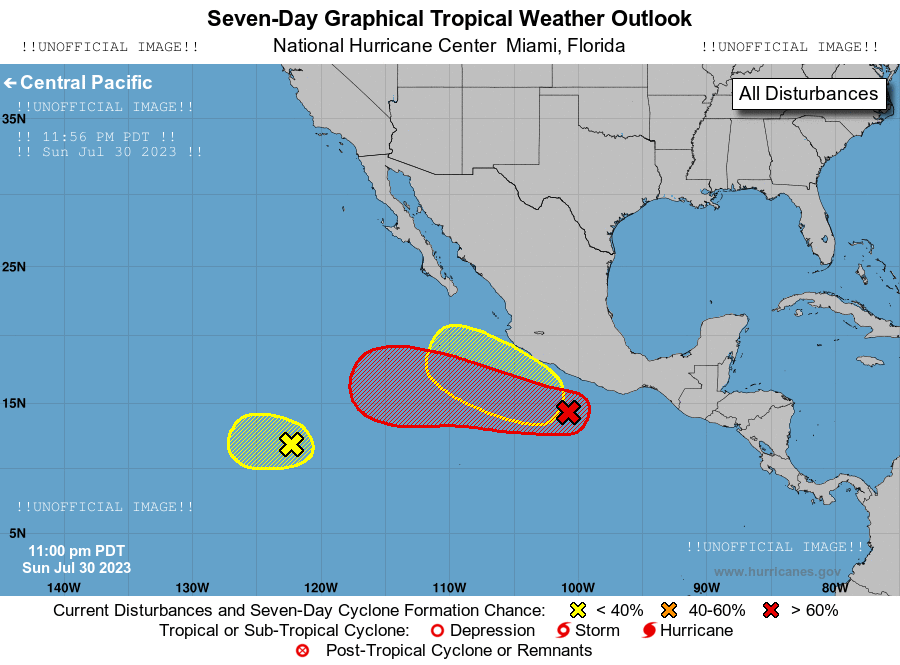 Seven-Day Graphical Tropical Weather Outlook
!!UNOFFICIAL IMAGE!! National Hurricane Center Miami, Florida !!UNOFFICIAL IMAGE!!
← Central Pacific
All Disturbances
!!UNOFFICIAL IMAGE!!
35N
!! 11:56 PM PDT !!
!! Sun Jul 30 2023 !!
25N
15N
!!UNOFFICIAL IMAGE!!
5N
11:00 pm PDT
Sun Jul 30 2023
!!UNOFFICIAL IMAGE!!
www.hurricanes.gov
140W 130W 120W 110W 100W 90W 80W
Current Disturbances and Seven-Day Cyclone Formation Chance: < 40% 40-60% > 60%
Tropical or Sub-Tropical Cyclone: Depression Storm Hurricane
Post-Tropical Cyclone or Remnants